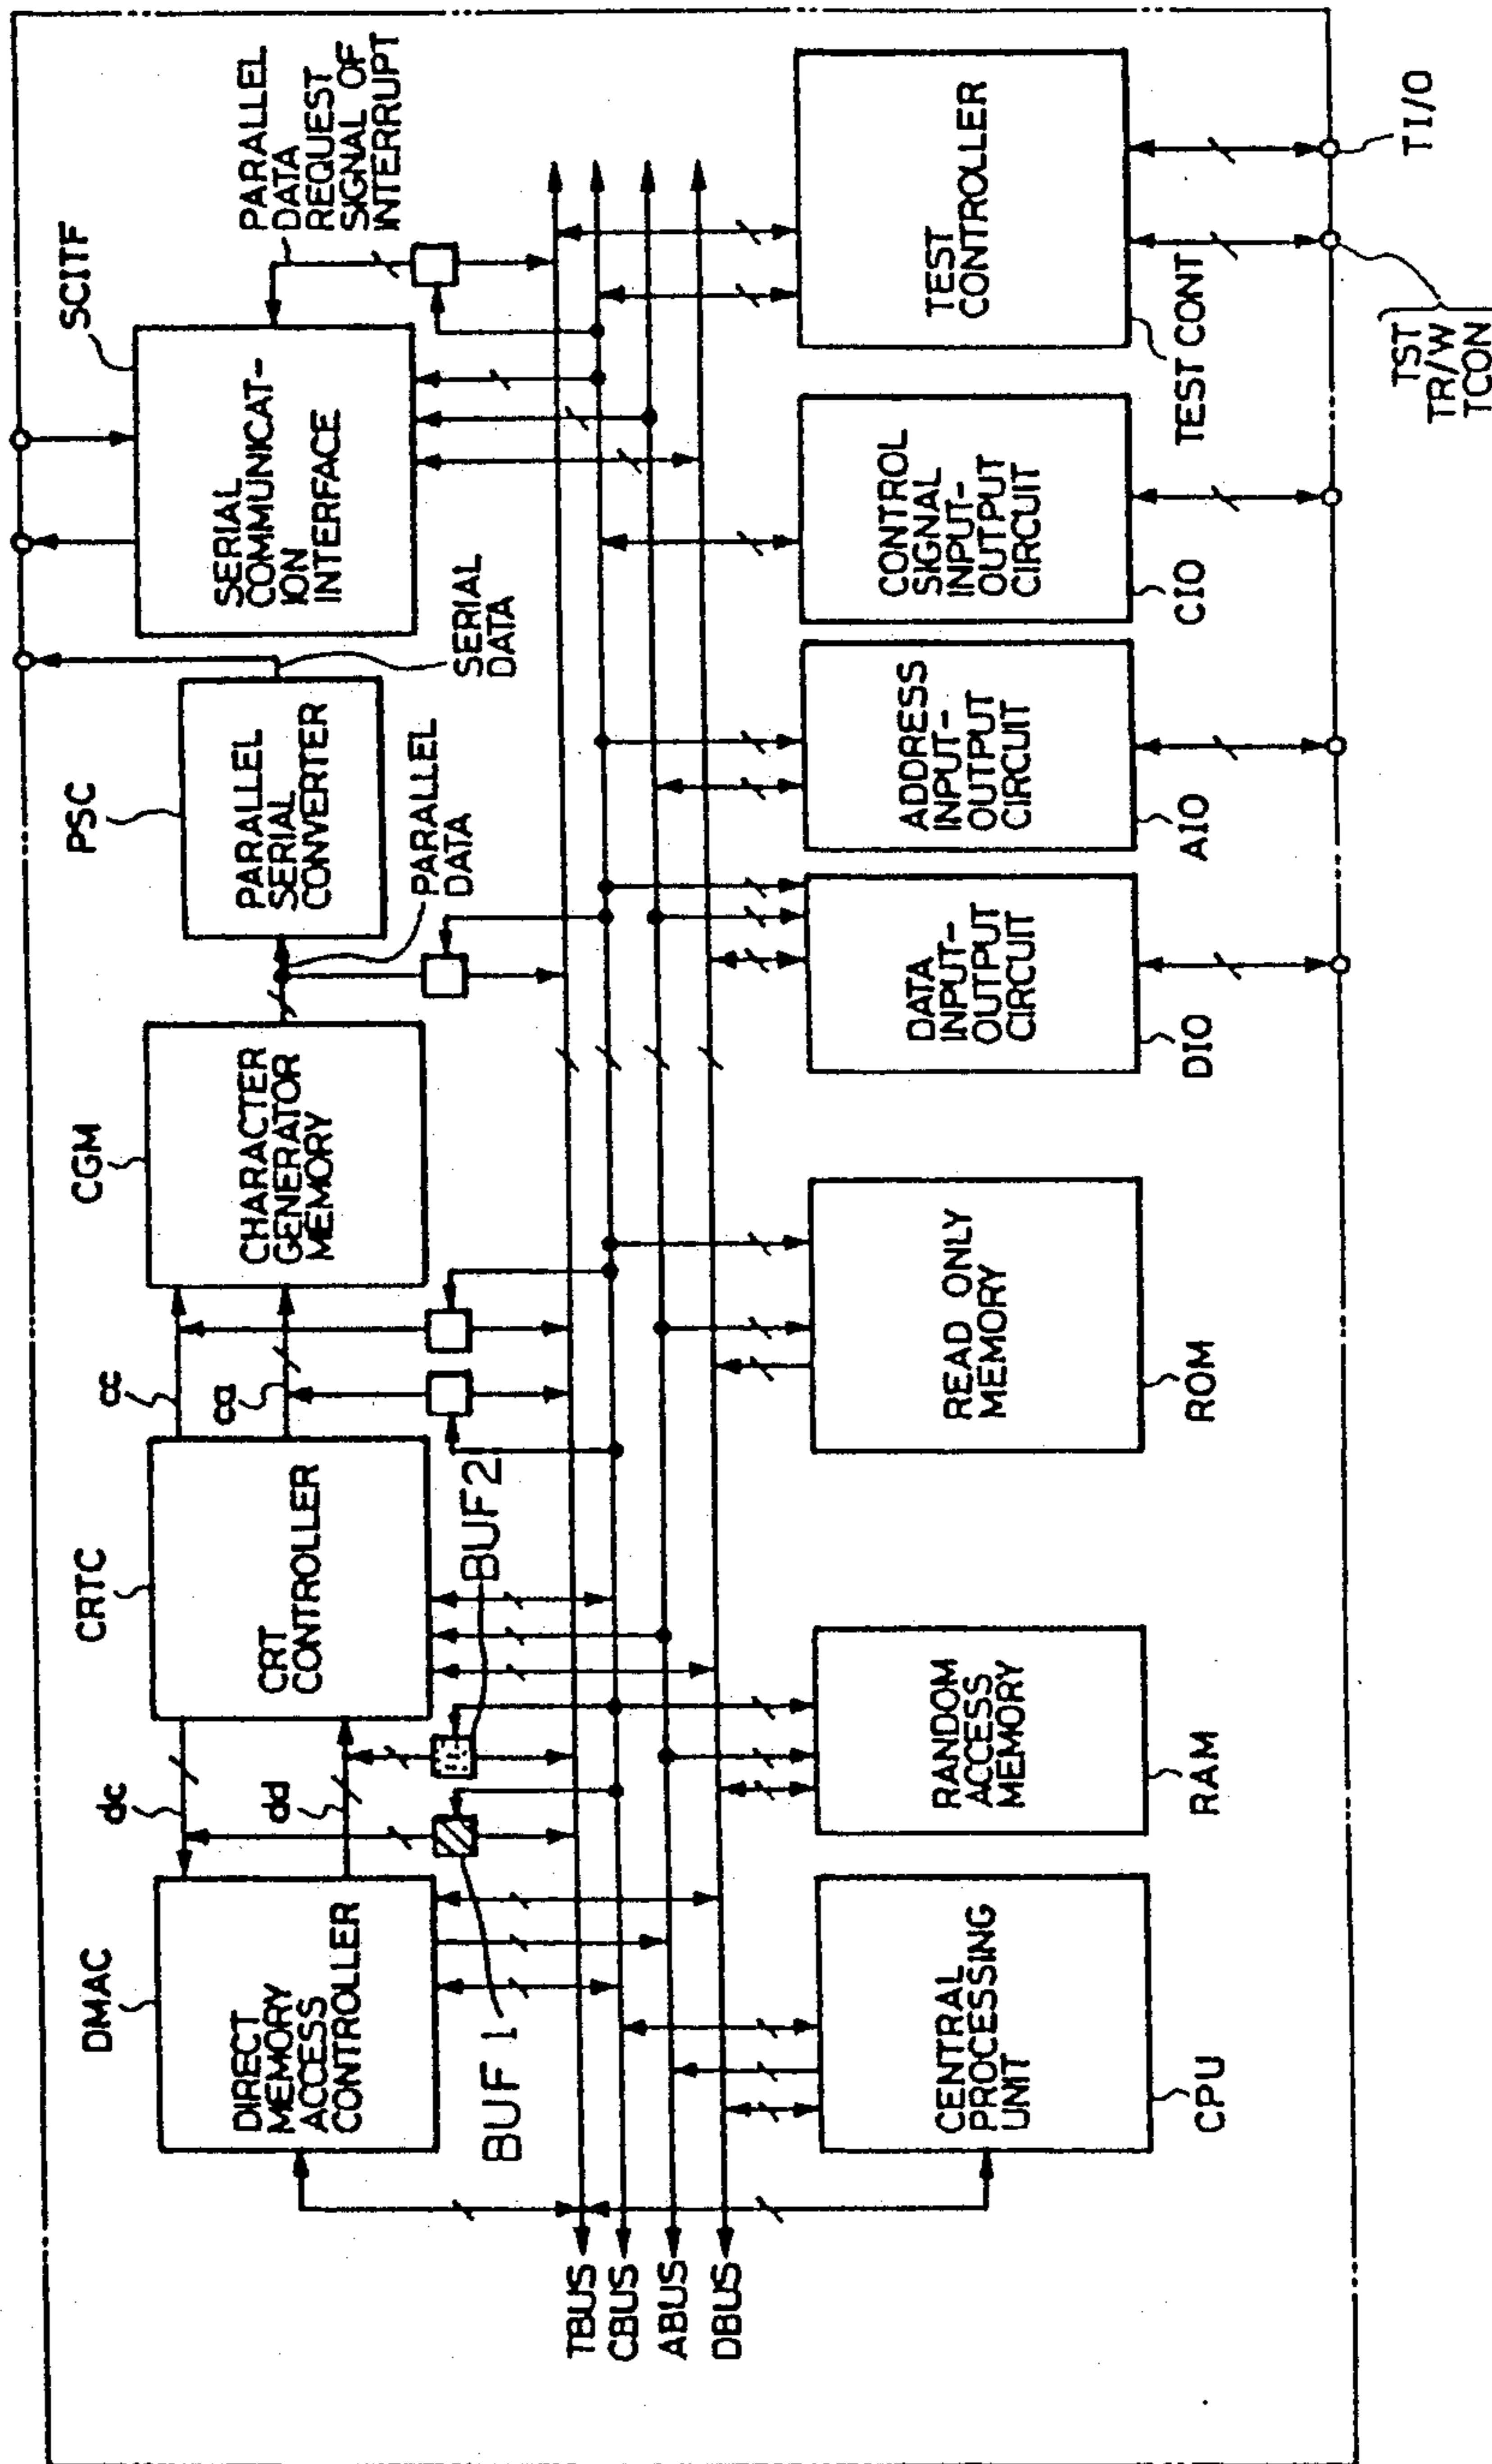 DMAC
CRTC
CGM
PSC
SCITF
DIRECT
MEMORY
ACCESS
CONTROLLER
dc
dd
CRT
CONTROLLER
cc
ca
CHARACTER
GENERATOR
MEMORY
PARALLEL
SERIAL
CONVERTER
SERIAL
COMMUNICAT-
ION
INTERFACE
PARALLEL
DATA
REQUEST
SIGNAL OF
INTERRUPT
BUF 1
BUF2
PARALLEL
DATA
SERIAL
DATA
TBUS
CBUS
ABUS
DBUS
CENTRAL
PROCESSING
UNIT
RANDOM
ACCESS
MEMORY
READ ONLY
MEMORY
DATA
INPUT-
OUTPUT
CIRCUIT
ADDRESS
INPUT-
OUTPUT
CIRCUIT
CONTROL
SIGNAL
INPUT-
OUTPUT
CIRCUIT
TEST
CONTROLLER
CPU
RAM
ROM
DIO
AIO
CIO
TEST CONT
TST
TR/W
TCON
TI/O